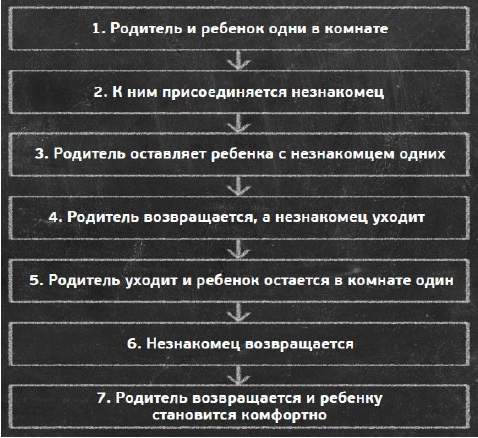 1. Родитель и ребенок одни в комнате
2. К ним присоединяется незнакомец
3. Родитель оставляет ребенка с незнакомцем одних
4. Родитель возвращается, а незнакомец уходит
5. Родитель уходит и ребенок остается в комнате один
6. Незнакомец возвращается
7. Родитель возвращается и ребенку
становится комфортно